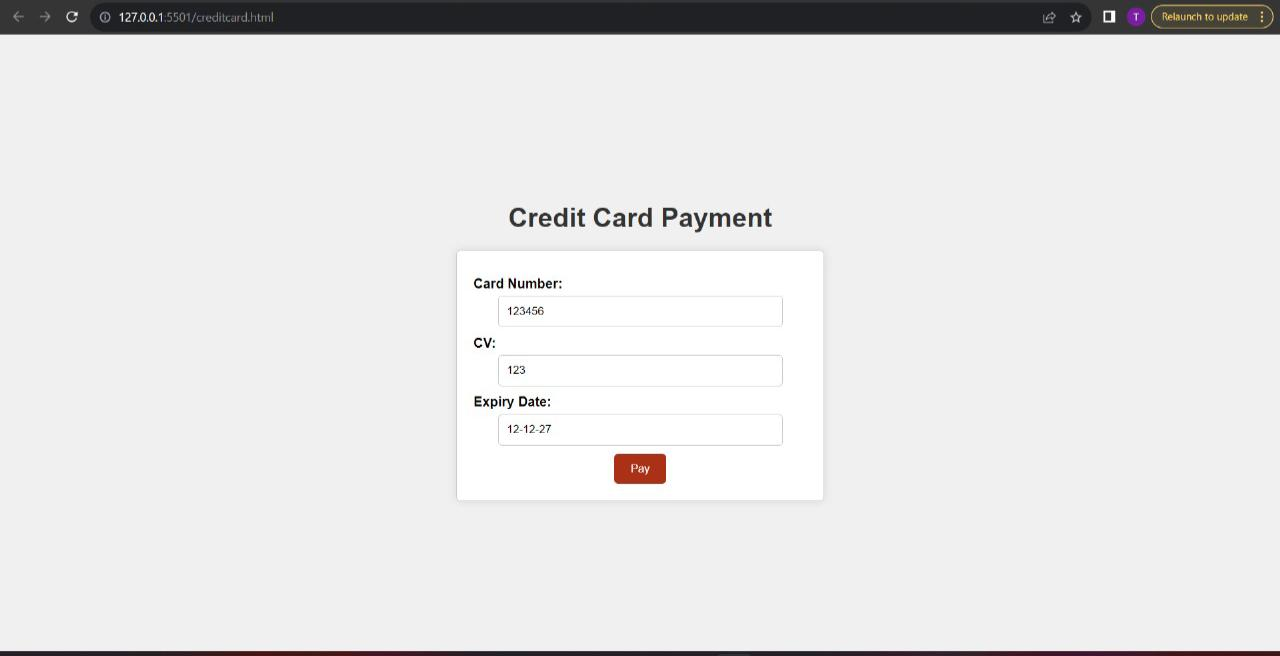 127.0.0.1:5501/creditcard.html
T
Relaunch to update
Credit Card Payment
Card Number:
123456
CV:
123
Expiry Date:
12-12-27
Pay